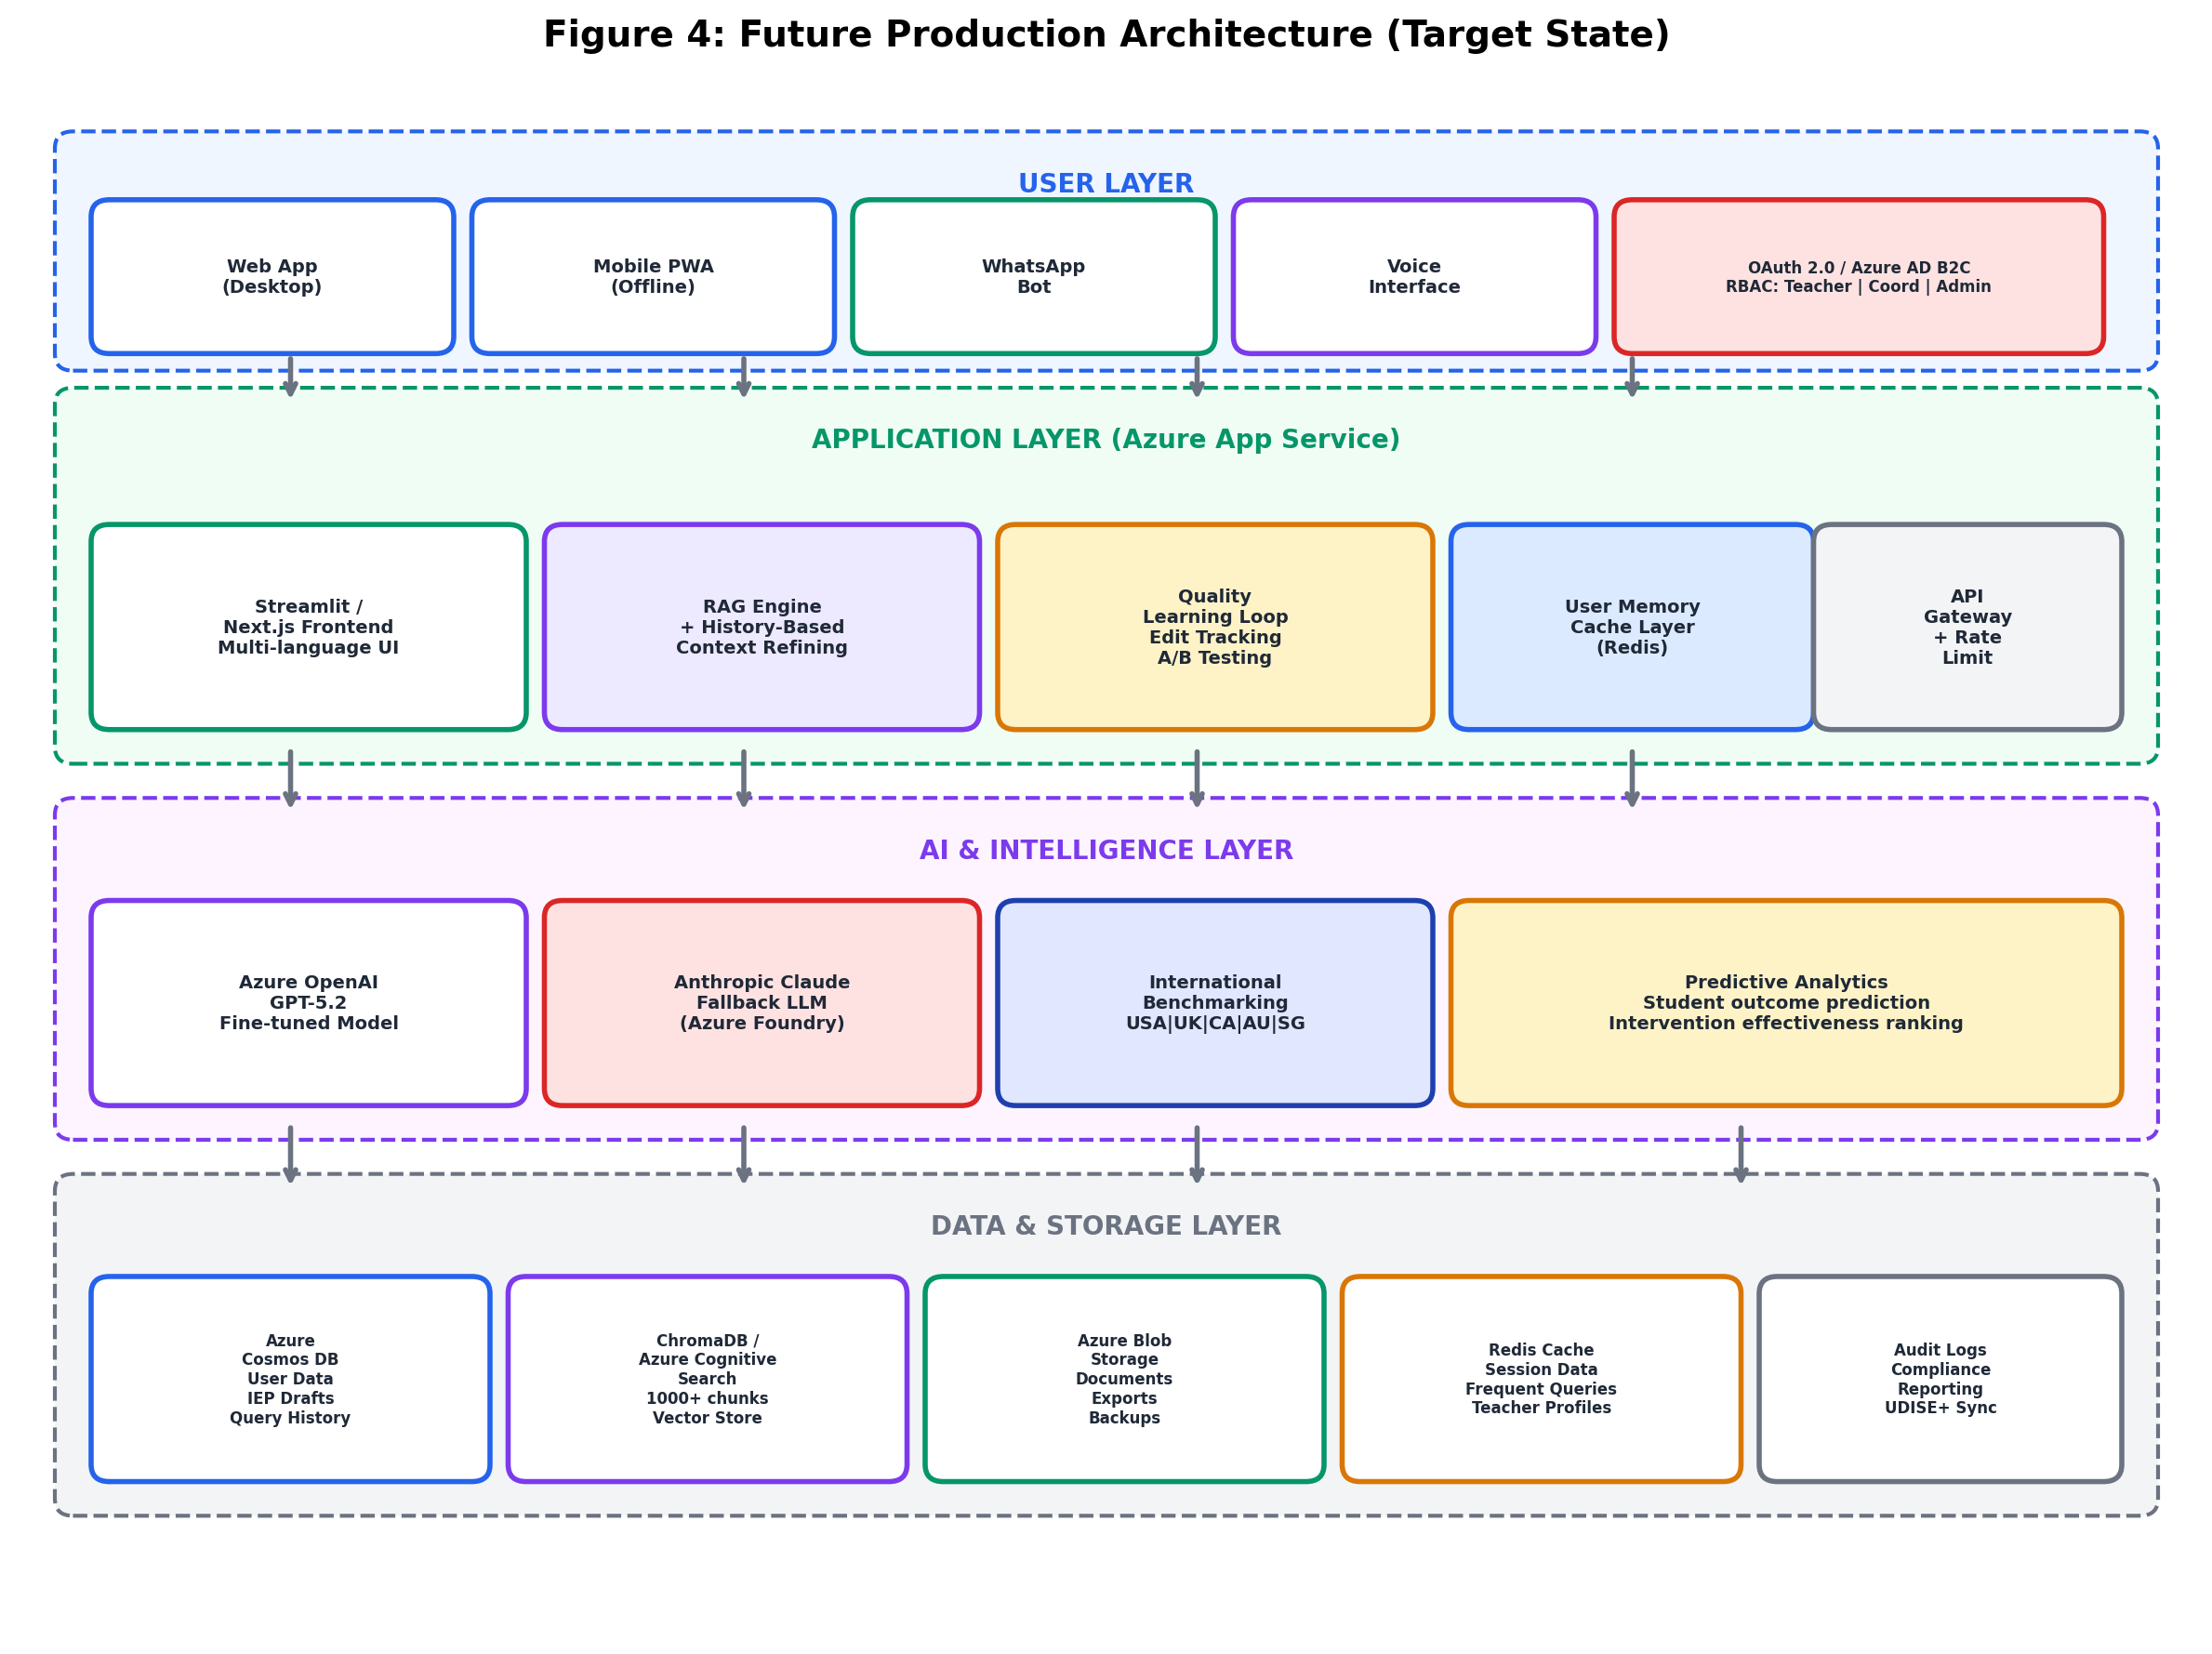 Figure 4: Future Production Architecture (Target State)
USER LAYER
Web App
(Desktop)
Mobile PWA
(Offline)
WhatsApp
Bot
Voice
Interface
OAuth 2.0 / Azure AD B2C
RBAC: Teacher | Coord | Admin
APPLICATION LAYER (Azure App Service)
Streamlit /
Next.js Frontend
Multi-language UI
RAG Engine
+ History-Based
Context Refining
Quality
Learning Loop
Edit Tracking
A/B Testing
User Memory
Cache Layer
(Redis)
API
Gateway
+ Rate
Limit
AI & INTELLIGENCE LAYER
Azure OpenAI
GPT-5.2
Fine-tuned Model
Anthropic Claude
Fallback LLM
(Azure Foundry)
International
Benchmarking
USA|UK|CA|AU|SG
Predictive Analytics
Student outcome prediction
Intervention effectiveness ranking
DATA & STORAGE LAYER
Azure
Cosmos DB
User Data
IEP Drafts
Query History
ChromaDB /
Azure Cognitive
Search
1000+ chunks
Vector Store
Azure Blob
Storage
Documents
Exports
Backups
Redis Cache
Session Data
Frequent Queries
Teacher Profiles
Audit Logs
Compliance
Reporting
UDISE+ Sync